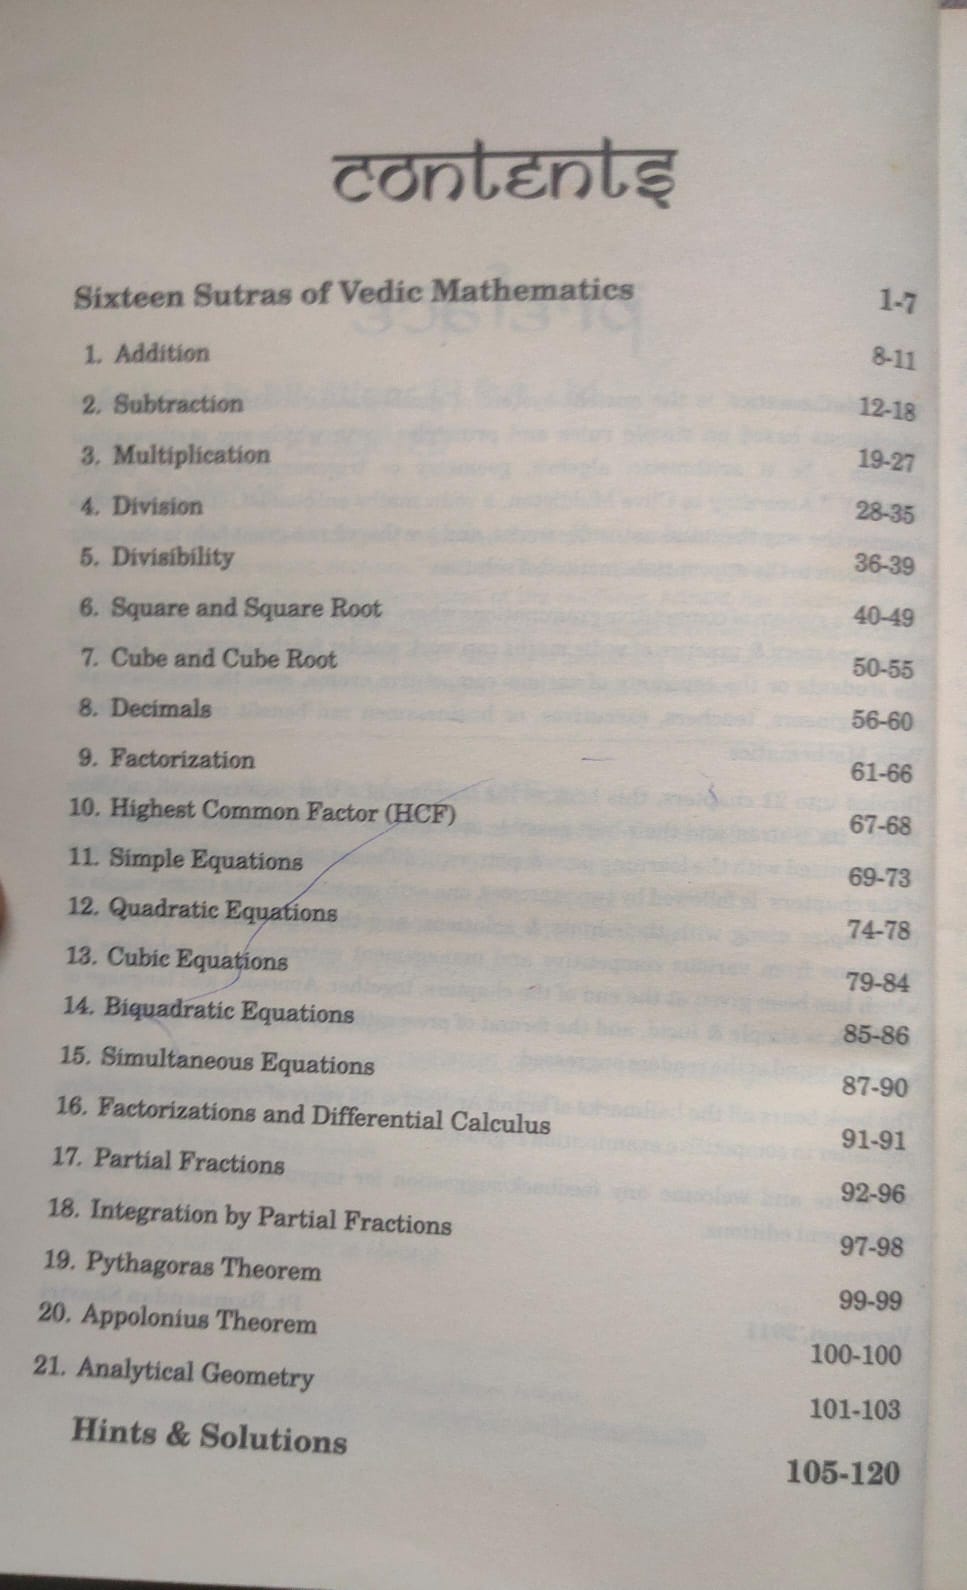 contents
Sixteen Sutras of Vedic Mathematics 1-7
1. Addition 8-11
2. Subtraction 12-18
3. Multiplication 19-27
4. Division 28-35
5. Divisibility 36-39
6. Square and Square Root 40-49
7. Cube and Cube Root 50-55
8. Decimals 56-60
9. Factorization 61-66
10. Highest Common Factor (HCF) 67-68
11. Simple Equations 69-73
12. Quadratic Equations 74-78
13. Cubic Equations 79-84
14. Biquadratic Equations 85-86
15. Simultaneous Equations 87-90
16. Factorizations and Differential Calculus 91-91
17. Partial Fractions 92-96
18. Integration by Partial Fractions 97-98
19. Pythagoras Theorem 99-99
20. Appolonius Theorem 100-100
21. Analytical Geometry 101-103
Hints & Solutions 105-120